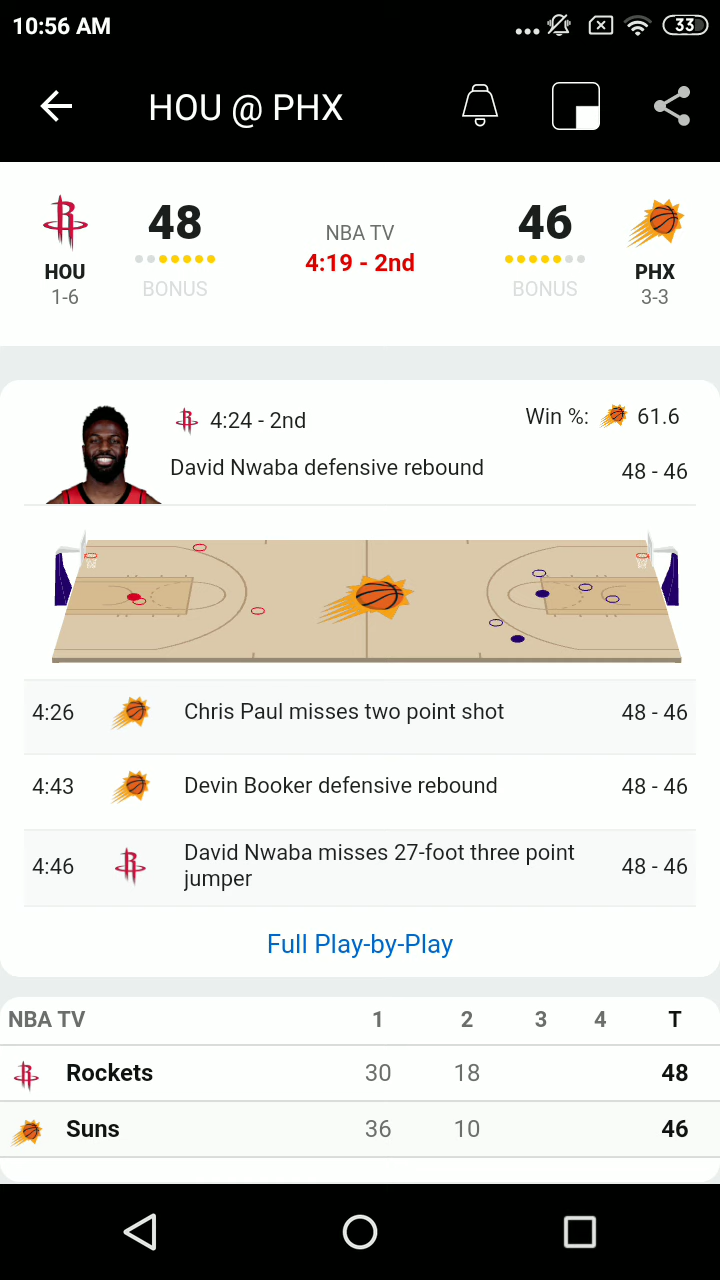 10:56 AM
33
HOU @ PHX
48
NBA TV
46
HOU
4:19 - 2nd
PHX
1-6
BONUS
BONUS
3-3
4:24 - 2nd
Win %:
61.6
David Nwaba defensive rebound
48 - 46
4:26
Chris Paul misses two point shot
48 - 46
4:43
Devin Booker defensive rebound
48 - 46
4:46
David Nwaba misses 27-foot three point
jumper
48 - 46
Full Play-by-Play
NBA TV 1 2 3 4 T
Rockets 30 18 48
Suns 36 10 46